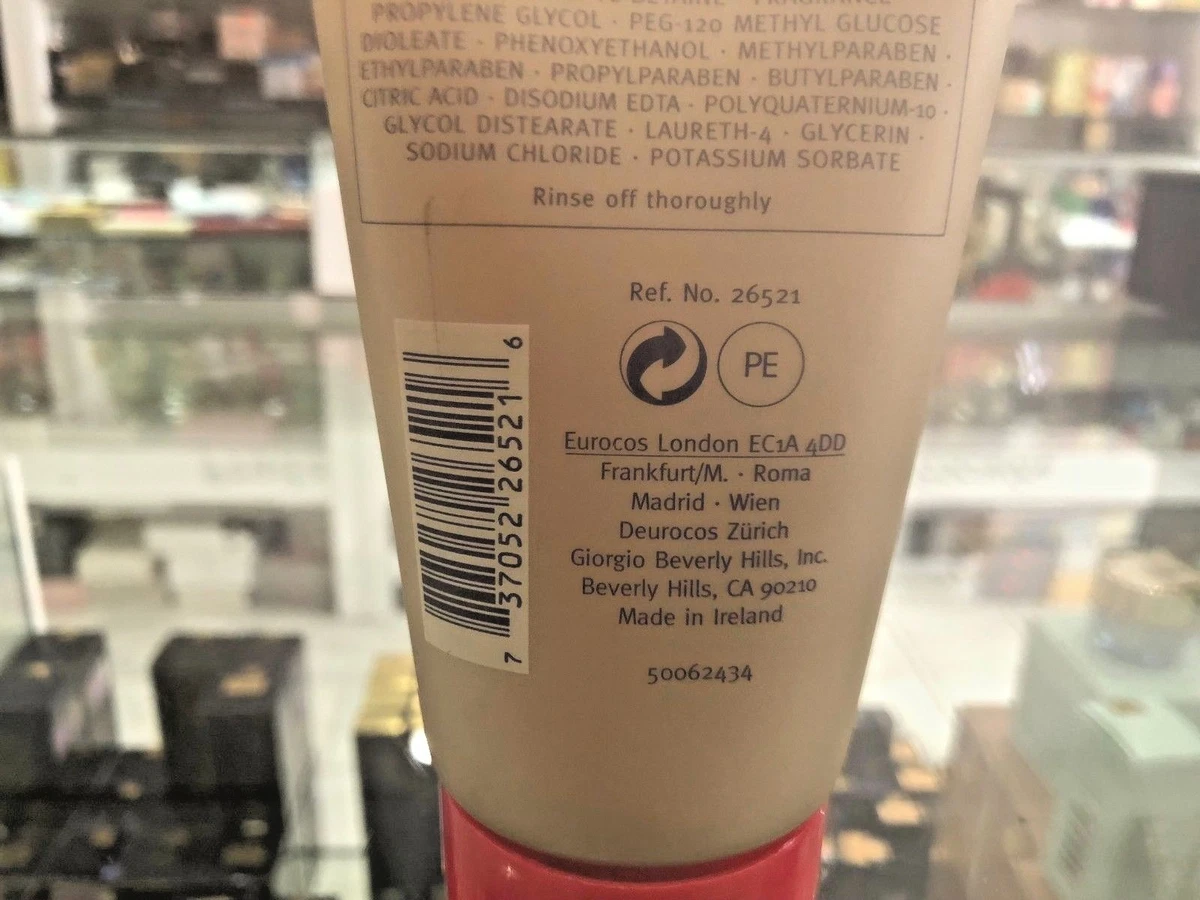 FRAGRANCE
PROPYLENE GLYCOL · PEG-120 METHYL GLUCOSE
DIOLEATE · PHENOXYETHANOL · METHYLPARABEN ·
ETHYLPARABEN · PROPYLPARABEN · BUTYLPARABEN ·
CITRIC ACID · DISODIUM EDTA · POLYQUATERNIUM-10 ·
GLYCOL DISTEARATE · LAURETH-4 · GLYCERIN ·
SODIUM CHLORIDE · POTASSIUM SORBATE
Rinse off thoroughly
Ref. No. 26521
PE
7 37052 26521 6
Eurocos London EC1A 4DD
Frankfurt/M. · Roma
Madrid · Wien
Deurocos Zürich
Giorgio Beverly Hills, Inc.
Beverly Hills, CA 90210
Made in Ireland
50062434